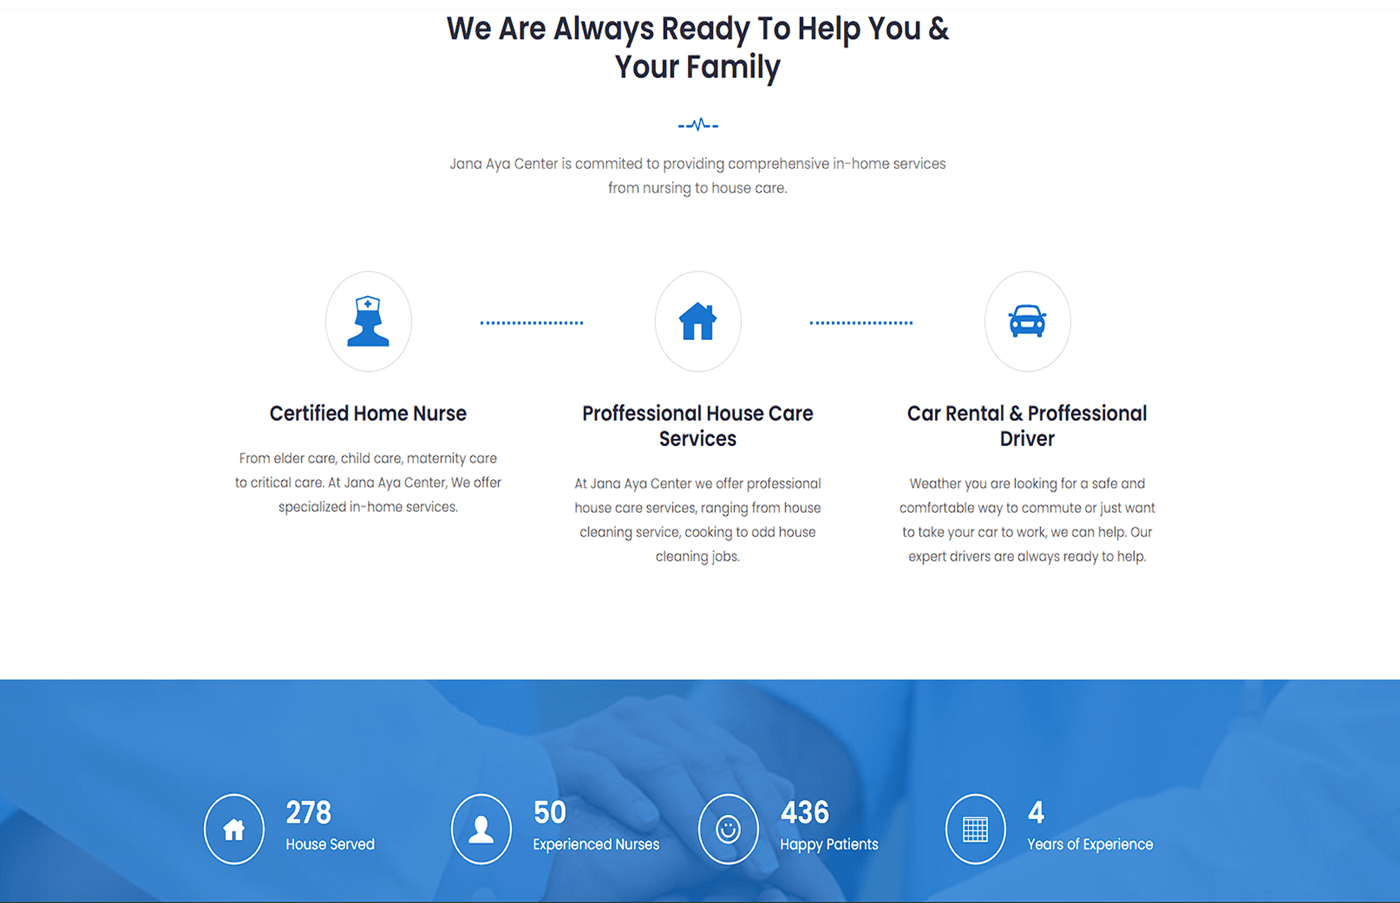 We Are Always Ready To Help You &
Your Family
Jana Aya Center is commited to providing comprehensive in-home services
from nursing to house care.
Certified Home Nurse
From elder care, child care, maternity care
to critical care. At Jana Aya Center, We offer
specialized in-home services.
Proffessional House Care
Services
At Jana Aya Center we offer professional
house care services, ranging from house
cleaning service, cooking to odd house
cleaning jobs.
Car Rental & Proffessional
Driver
Weather you are looking for a safe and
comfortable way to commute or just want
to take your car to work, we can help. Our
expert drivers are always ready to help.
278
House Served
50
Experienced Nurses
436
Happy Patients
4
Years of Experience